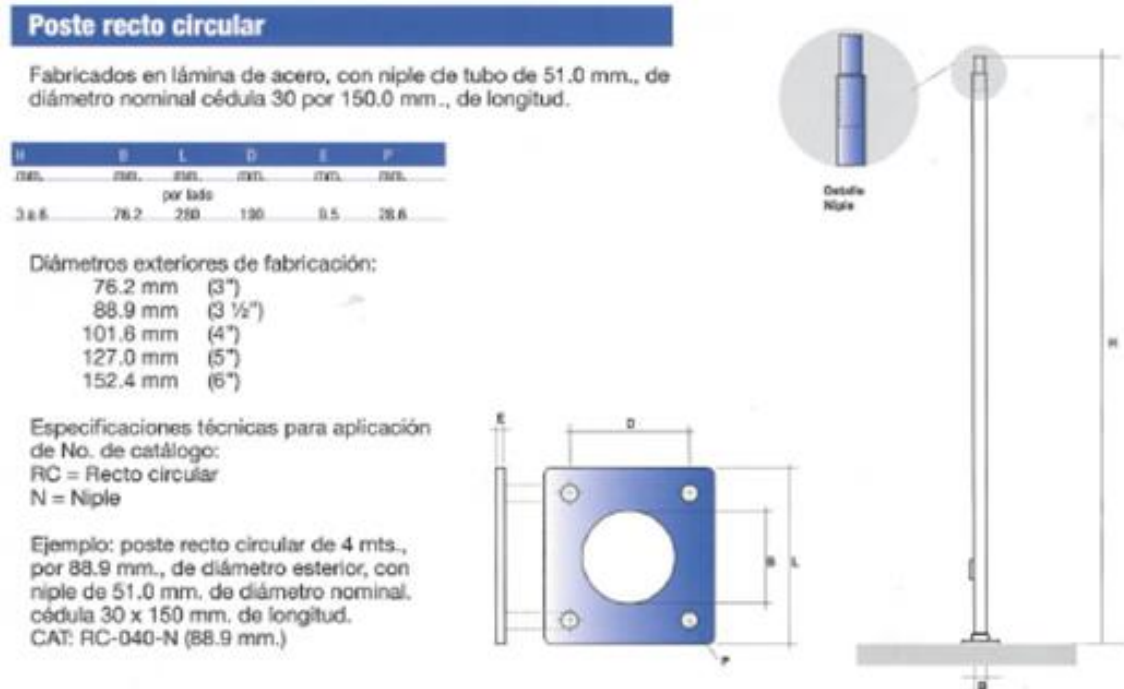 Poste recto circular
Fabricados en lámina de acero, con niple de tubo de 51.0 mm., de
diámetro nominal cédula 30 por 150.0 mm., de longitud.
H B L D E P
mm. mm. mm. mm. mm. mm.
por lado
3 a 6 76.2 280 190 9.5 28.6
Diámetros exteriores de fabricación:
76.2 mm (3")
88.9 mm (3 ½")
101.6 mm (4")
127.0 mm (5")
152.4 mm (6")
Especificaciones técnicas para aplicación
de No. de catálogo:
RC = Recto circular
N = Niple
Ejemplo: poste recto circular de 4 mts.,
por 88.9 mm., de diámetro esterior, con
niple de 51.0 mm. de diámetro nominal,
cédula 30 x 150 mm. de longitud.
CAT: RC-040-N (88.9 mm.)
Detalle
Niple
E
D
B
L
P
H
B